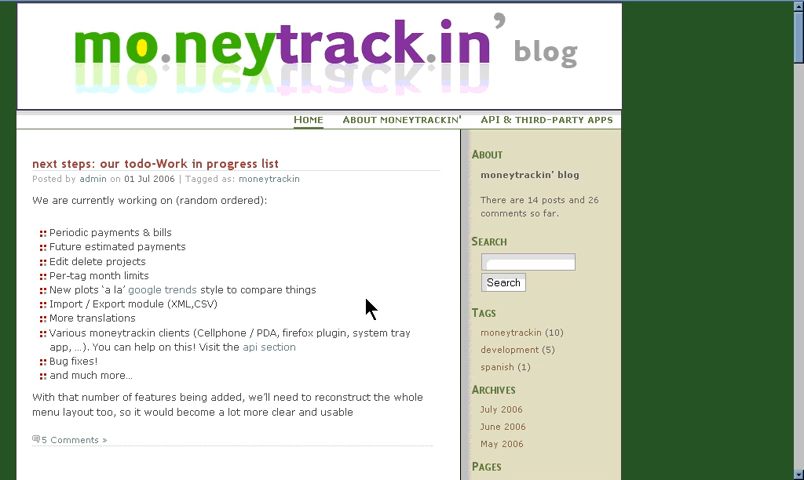 mo.neytrack.in' blog
Home About moneytrackin' API & third-party apps
next steps: our todo-Work in progress list
Posted by admin on 01 Jul 2006 | Tagged as: moneytrackin
We are currently working on (random ordered):
Periodic payments & bills
Future estimated payments
Edit delete projects
Per-tag month limits
New plots 'a la' google trends style to compare things
Import / Export module (XML,CSV)
More translations
Various moneytrackin clients (Cellphone / PDA, firefox plugin, system tray
app, ...). You can help on this! Visit the api section
Bug fixes!
and much more...
With that number of features being added, we'll need to reconstruct the whole
menu layout too, so it would become a lot more clear and usable
5 Comments »
About
moneytrackin' blog
There are 14 posts and 26
comments so far.
Search
Search
Tags
moneytrackin (10)
development (5)
spanish (1)
Archives
July 2006
June 2006
May 2006
Pages